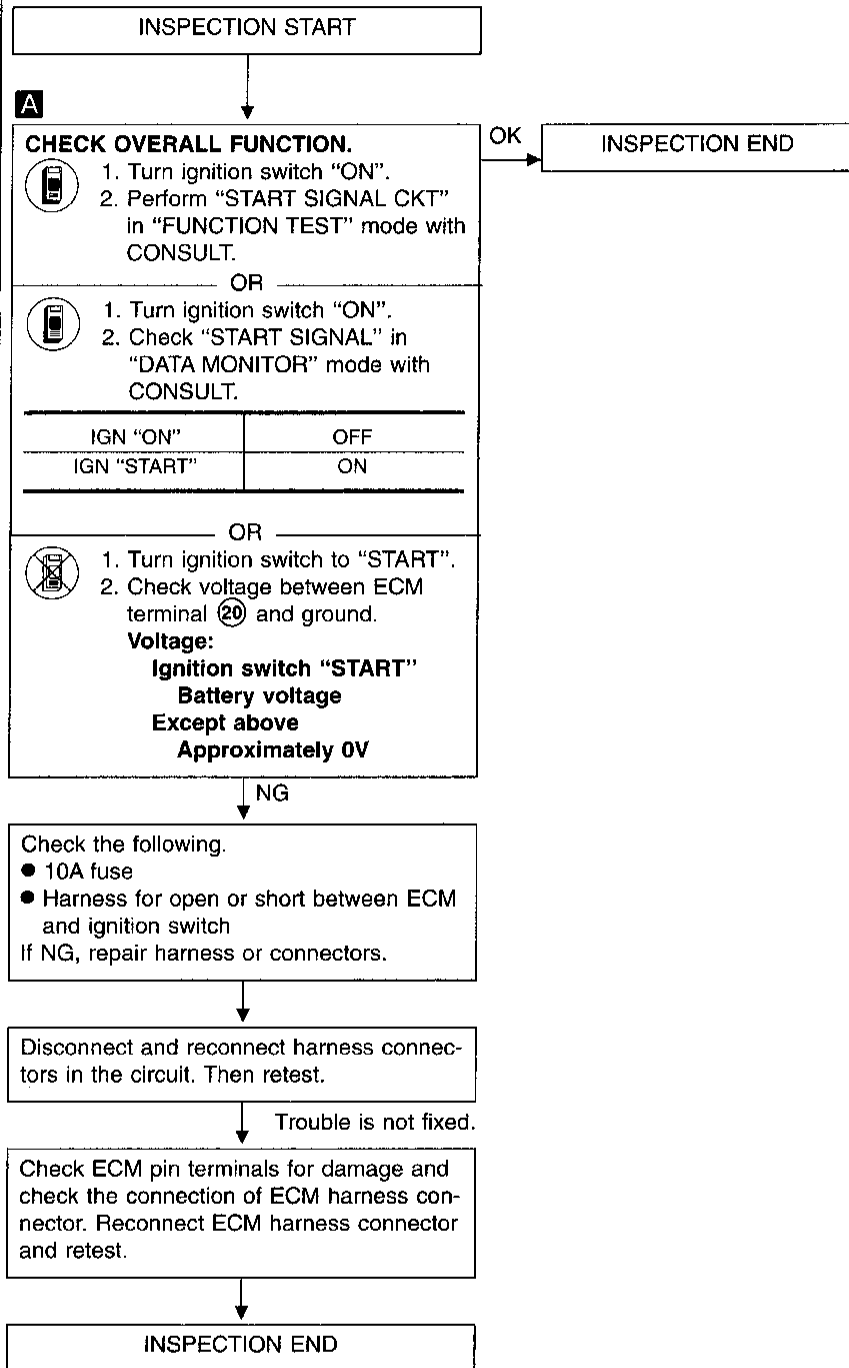 INSPECTION START
A
CHECK OVERALL FUNCTION.
1. Turn ignition switch “ON”.
2. Perform “START SIGNAL CKT”
in “FUNCTION TEST” mode with
CONSULT.
OR
1. Turn ignition switch “ON”.
2. Check “START SIGNAL” in
“DATA MONITOR” mode with
CONSULT.
IGN “ON” OFF
IGN “START” ON
OR
1. Turn ignition switch to “START”.
2. Check voltage between ECM
terminal 20 and ground.
Voltage:
Ignition switch “START”
Battery voltage
Except above
Approximately 0V
OK
INSPECTION END
NG
Check the following.
● 10A fuse
● Harness for open or short between ECM
and ignition switch
If NG, repair harness or connectors.
Disconnect and reconnect harness connec-
tors in the circuit. Then retest.
Trouble is not fixed.
Check ECM pin terminals for damage and
check the connection of ECM harness con-
nector. Reconnect ECM harness connector
and retest.
INSPECTION END